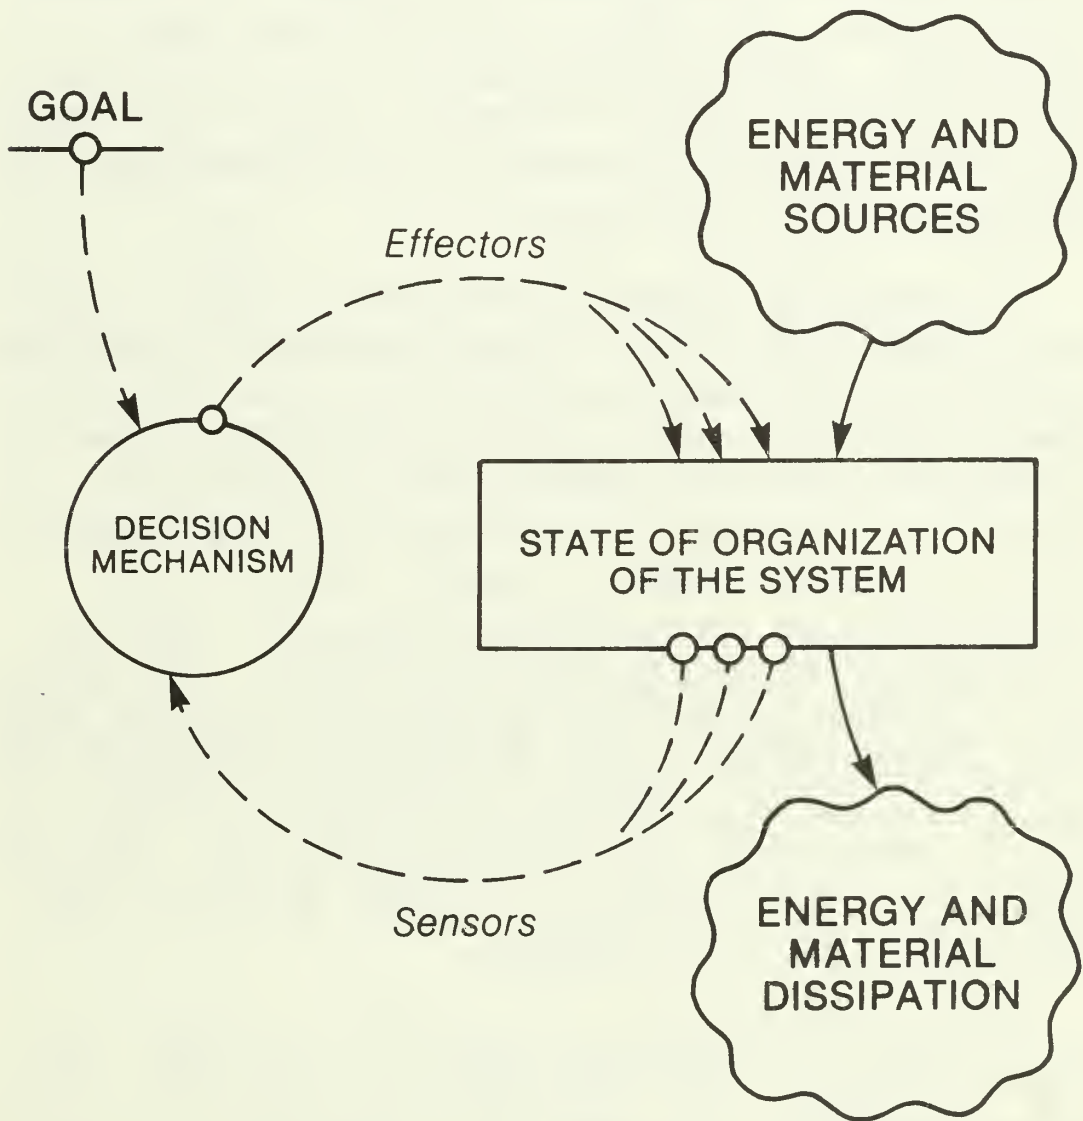 GOAL
ENERGY AND
MATERIAL
SOURCES
Effectors
DECISION
MECHANISM
STATE OF ORGANIZATION
OF THE SYSTEM
Sensors
ENERGY AND
MATERIAL
DISSIPATION